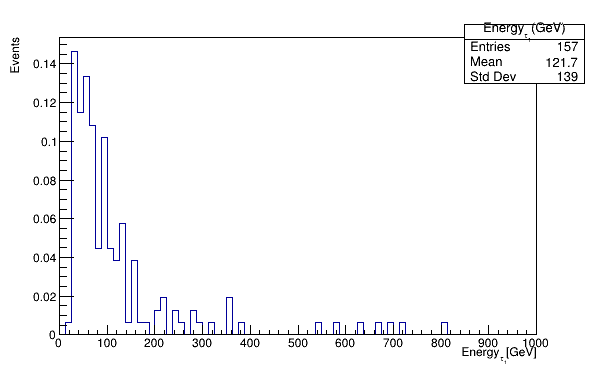 Energy_τ₁(GeV)
Entries 157
Mean 121.7
Std Dev 139
Events
0.14
0.12
0.1
0.08
0.06
0.04
0.02
0
0 100 200 300 400 500 600 700 800 900 1000
Energy_τ₁[GeV]